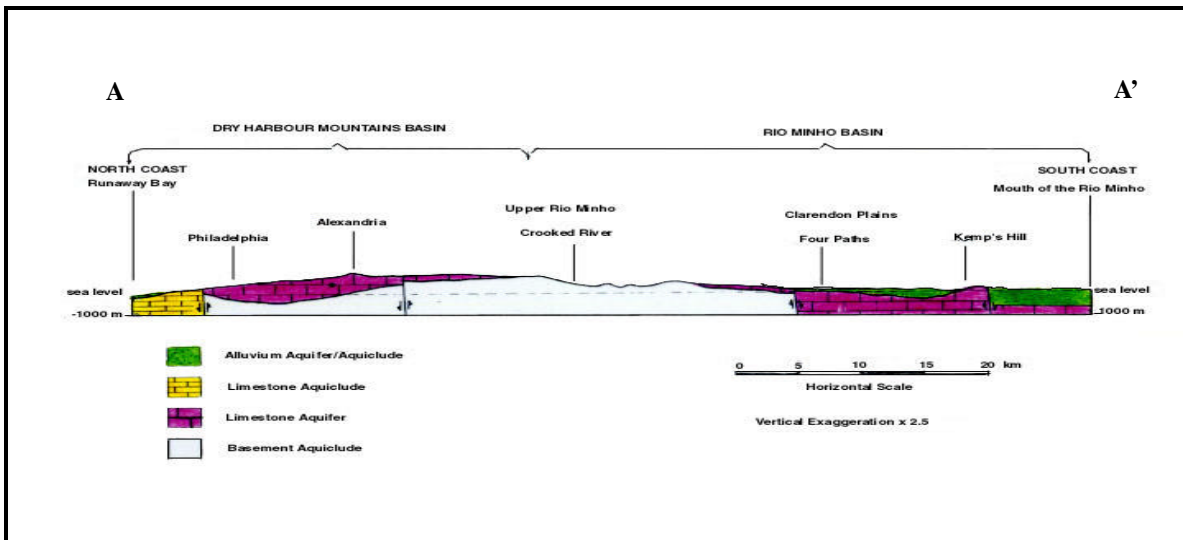 A
A’
DRY HARBOUR MOUNTAINS BASIN
RIO MINHO BASIN
NORTH COAST
Runaway Bay
SOUTH COAST
Mouth of the Rio Minho
Upper Rio Minho
Crooked River
Clarendon Plains
Four Paths
Alexandria
Philadelphia
Kemp's Hill
sea level
-1000 m
sea level
1000 m
Alluvium Aquifer/Aquiclude
Limestone Aquiclude
Limestone Aquifer
Basement Aquiclude
0 5 10 15 20 km
Horizontal Scale
Vertical Exaggeration x 2.5